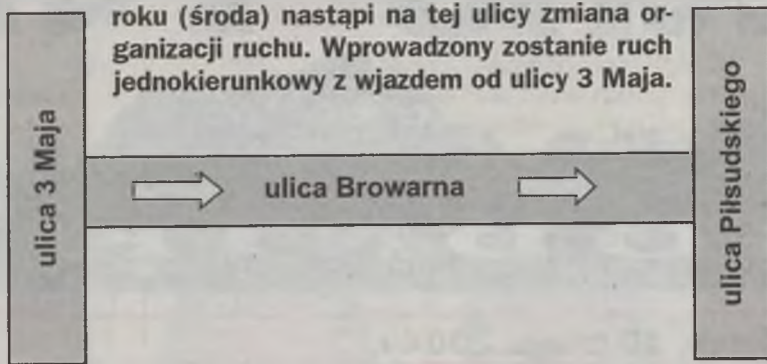 roku (środa) nastąpi na tej ulicy zmiana or-
ganizacji ruchu. Wprowadzony zostanie ruch
jednokierunkowy z wjazdem od ulicy 3 Maja.
ulica 3 Maja
ulica Browarna
ulica Piłsudskiego